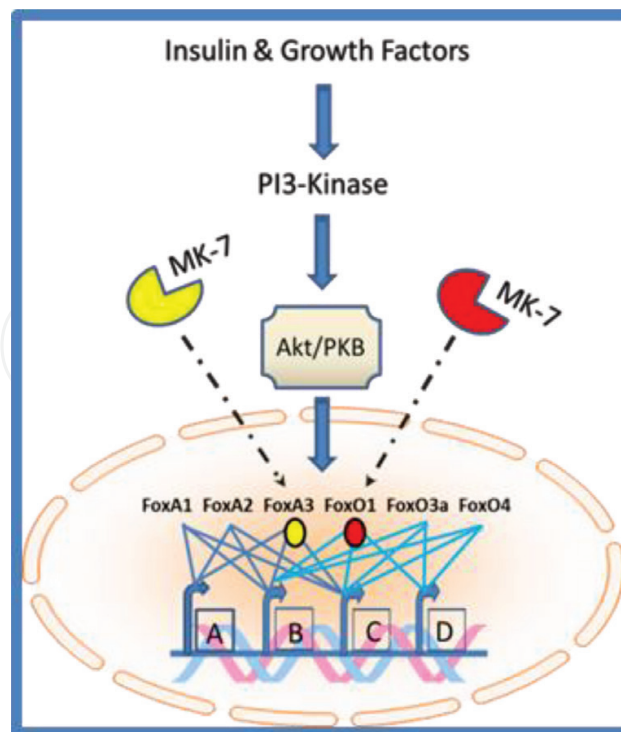 Insulin & Growth Factors
PI3-Kinase
MK-7
MK-7
Akt/PKB
FoxA1 FoxA2 FoxA3 FoxO1 FoxO3a FoxO4
A B C D